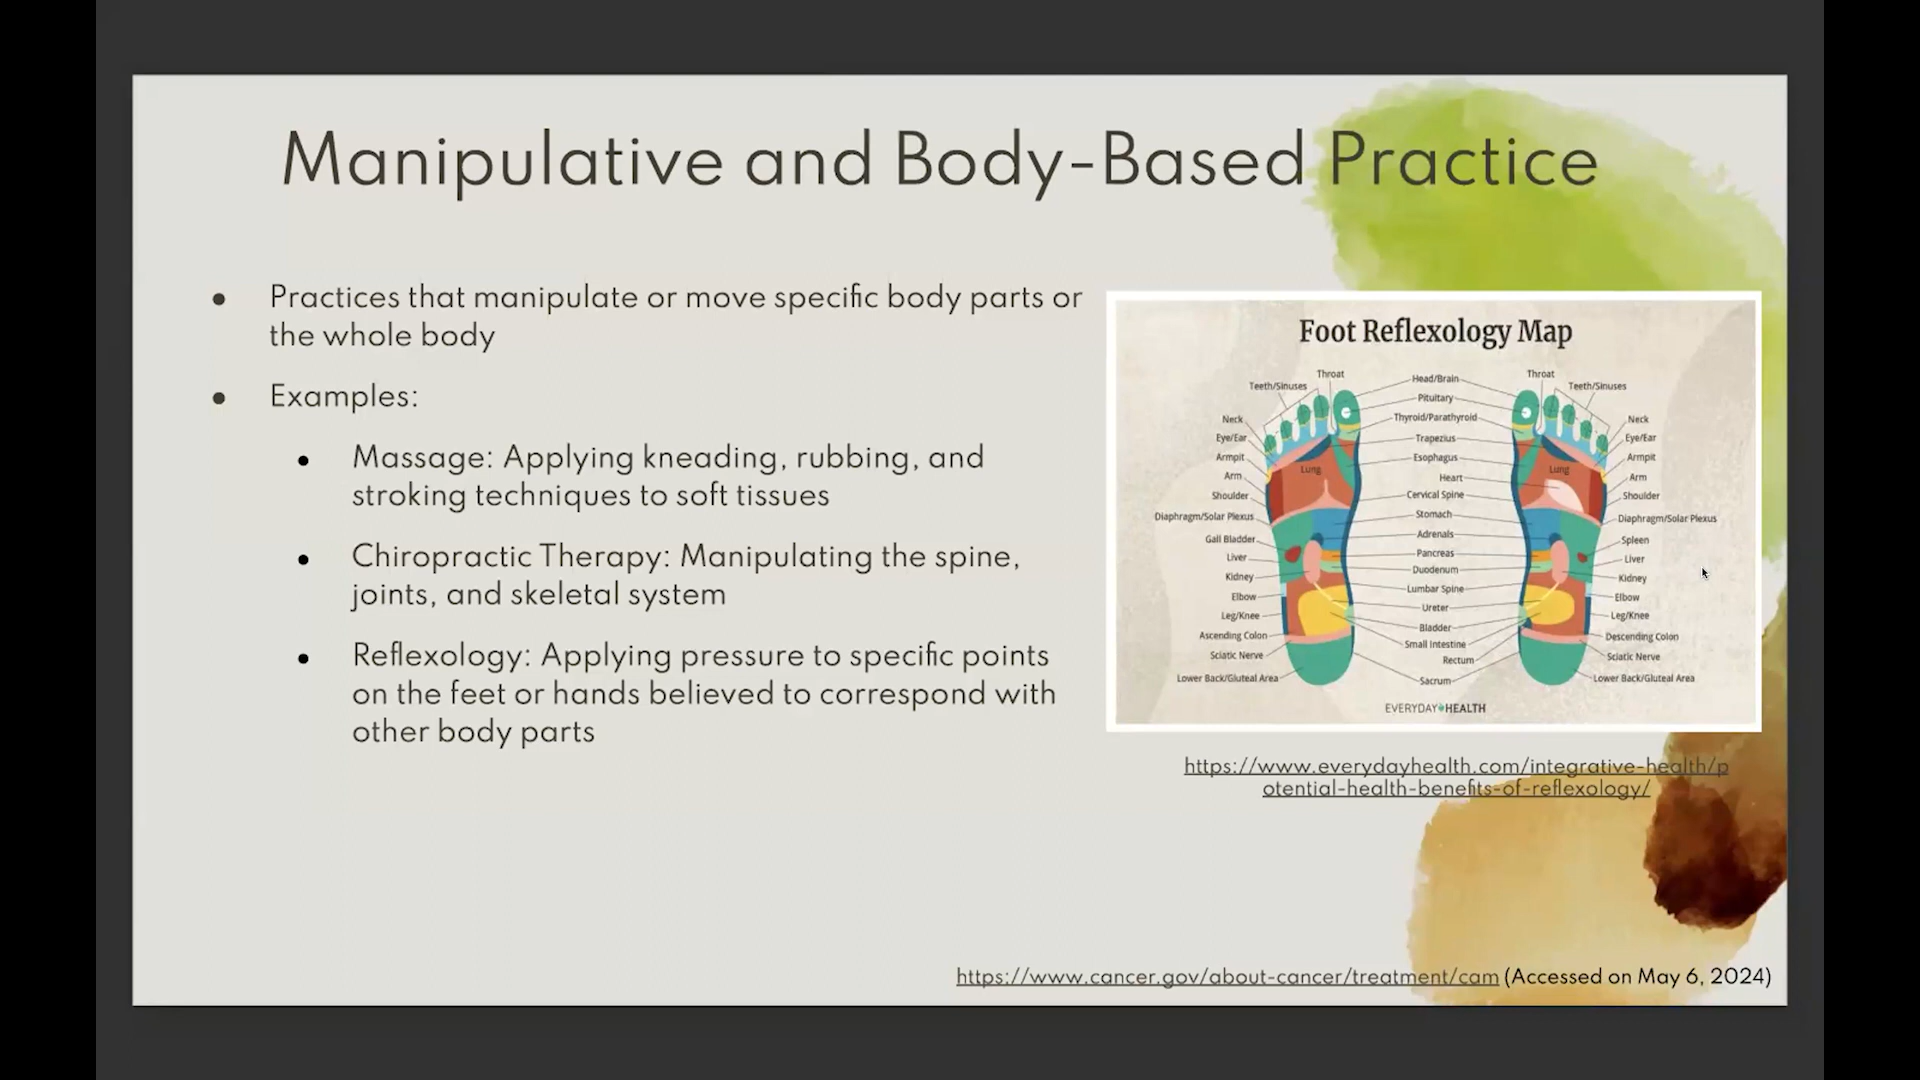 Manipulative and Body-Based Practice
● Practices that manipulate or move specific body parts or
the whole body
● Examples:
● Massage: Applying kneading, rubbing, and
stroking techniques to soft tissues
● Chiropractic Therapy: Manipulating the spine,
joints, and skeletal system
● Reflexology: Applying pressure to specific points
on the feet or hands believed to correspond with
other body parts
Foot Reflexology Map
Throat
Teeth/Sinuses
Neck
Eye/Ear
Armpit
Arm
Shoulder
Diaphragm/Solar Plexus
Gall Bladder
Liver
Kidney
Elbow
Leg/Knee
Ascending Colon
Sciatic Nerve
Lower Back/Gluteal Area
Lung
Head/Brain
Pituitary
Thyroid/Parathyroid
Trapezius
Esophagus
Heart
Cervical Spine
Stomach
Adrenals
Pancreas
Duodenum
Lumbar Spine
Ureter
Bladder
Small Intestine
Rectum
Sacrum
Throat
Teeth/Sinuses
Neck
Eye/Ear
Armpit
Arm
Shoulder
Diaphragm/Solar Plexus
Spleen
Liver
Kidney
Elbow
Leg/Knee
Descending Colon
Sciatic Nerve
Lower Back/Gluteal Area
Lung
EVERYDAY HEALTH
https://www.everydayhealth.com/integrative-health/p
otential-health-benefits-of-reflexology/
https://www.cancer.gov/about-cancer/treatment/cam (Accessed on May 6, 2024)